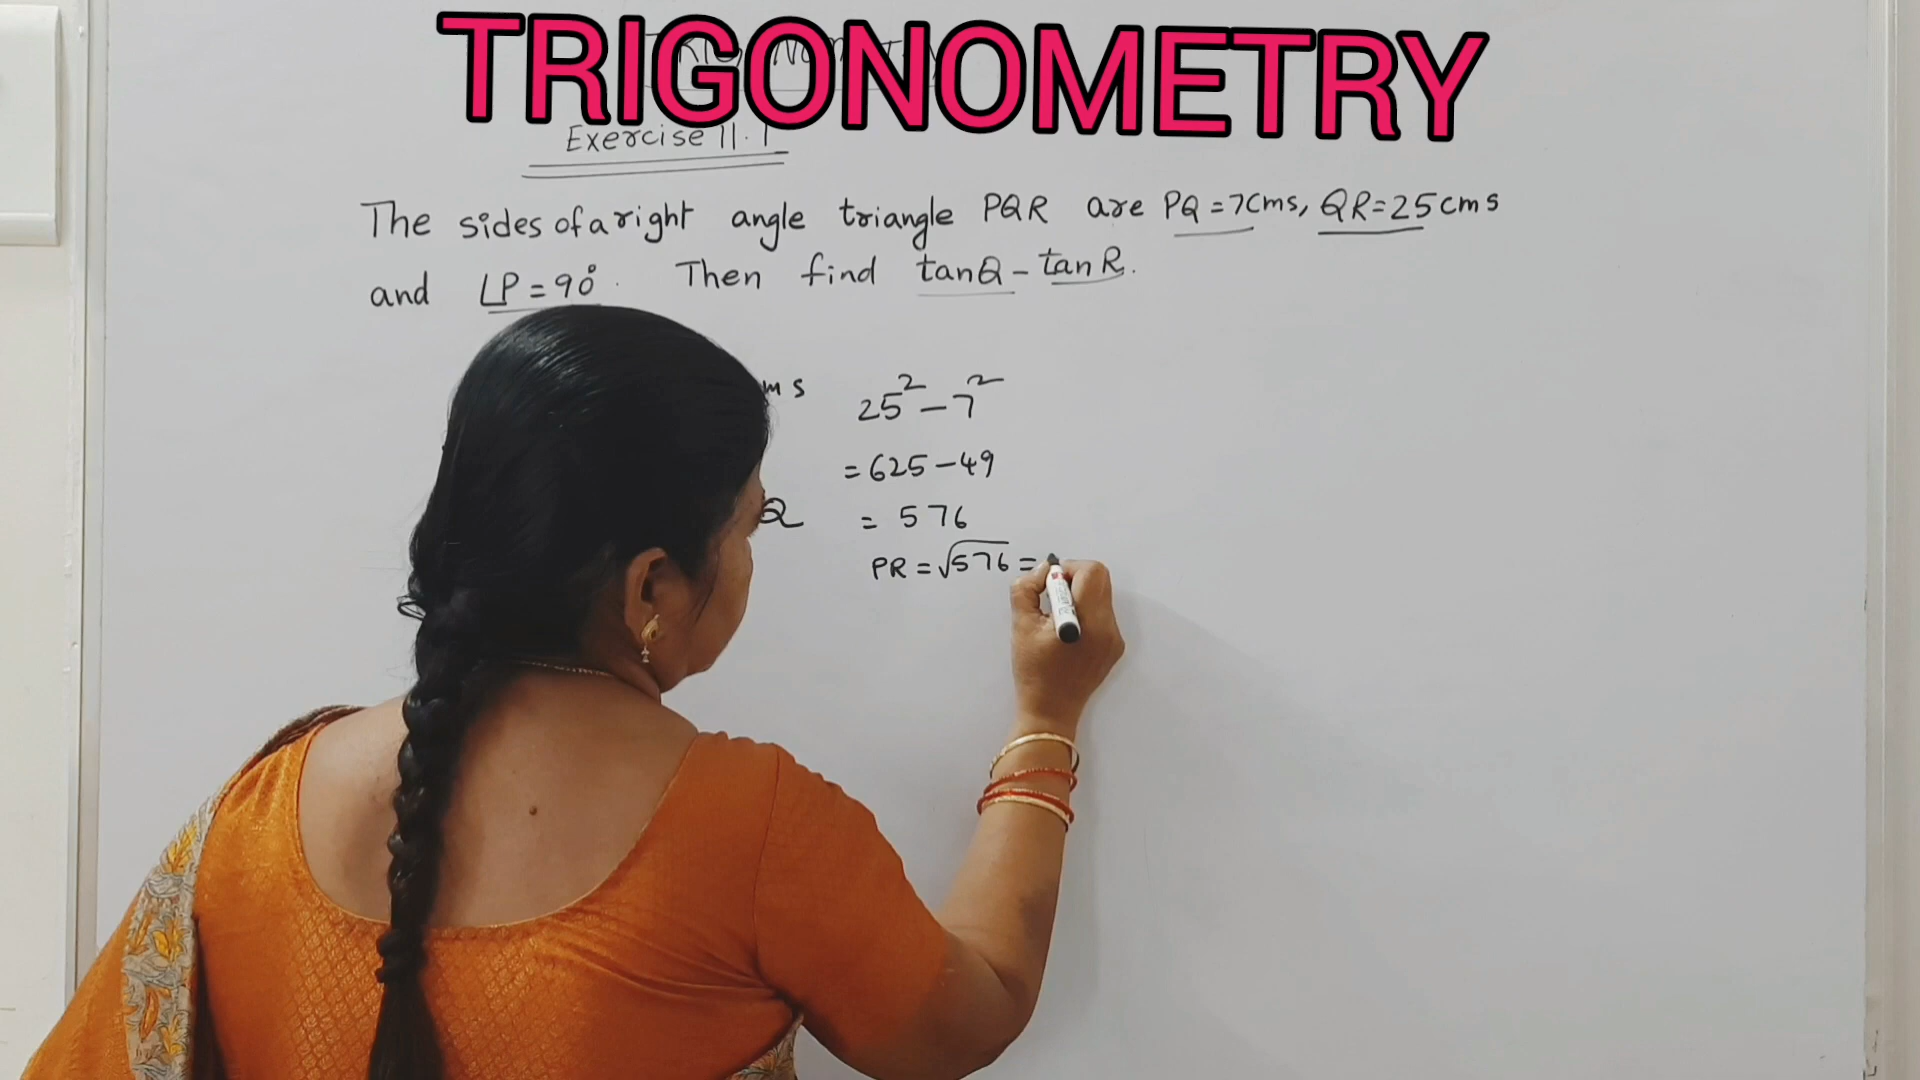 TRIGONOMETRY
Exercise 11.1
The sides of a right angle triangle PQR are PQ = 7cms, QR = 25cms
and ∠P = 90°. Then find tanQ - tanR.
ms
25² - 7²
= 625 - 49
Q
= 576
PR = √576 =